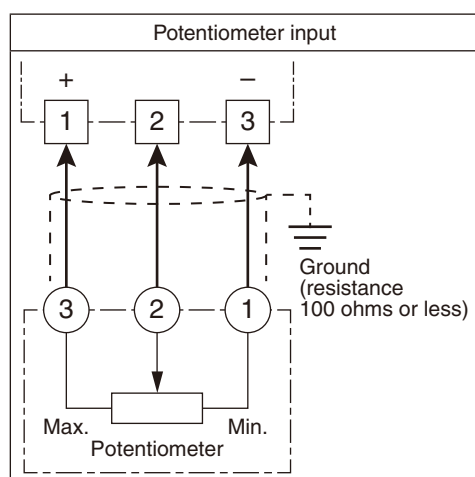 Potentiometer input
+ −
1 2 3
Ground
(resistance
100 ohms or less)
3 2 1
Max. Min.
Potentiometer